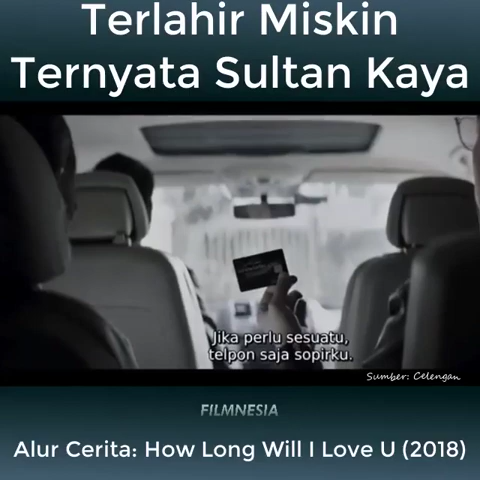 Terlahir Miskin
Ternyata Sultan Kaya
Jika perlu sesuatu,
telpon saja sopirku.
Sumber: Celengan
FILMNESIA
Alur Cerita: How Long Will I Love U (2018)